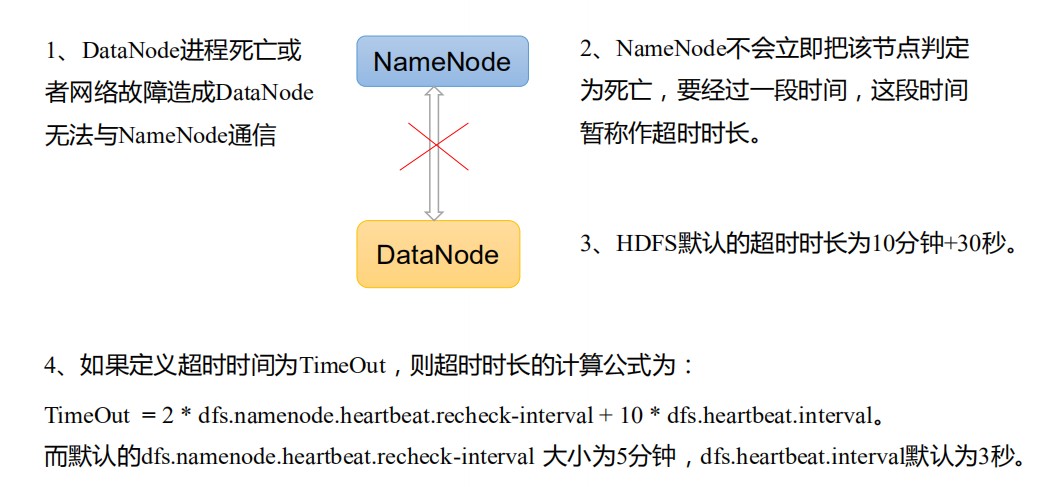 1、DataNode进程死亡或
者网络故障造成DataNode
无法与NameNode通信
NameNode
DataNode
2、NameNode不会立即把该节点判定
为死亡，要经过一段时间，这段时间
暂称作超时时长。
3、HDFS默认的超时时长为10分钟+30秒。
4、如果定义超时时间为TimeOut，则超时时长的计算公式为：
TimeOut = 2 * dfs.namenode.heartbeat.recheck-interval + 10 * dfs.heartbeat.interval。
而默认的dfs.namenode.heartbeat.recheck-interval 大小为5分钟，dfs.heartbeat.interval默认为3秒。